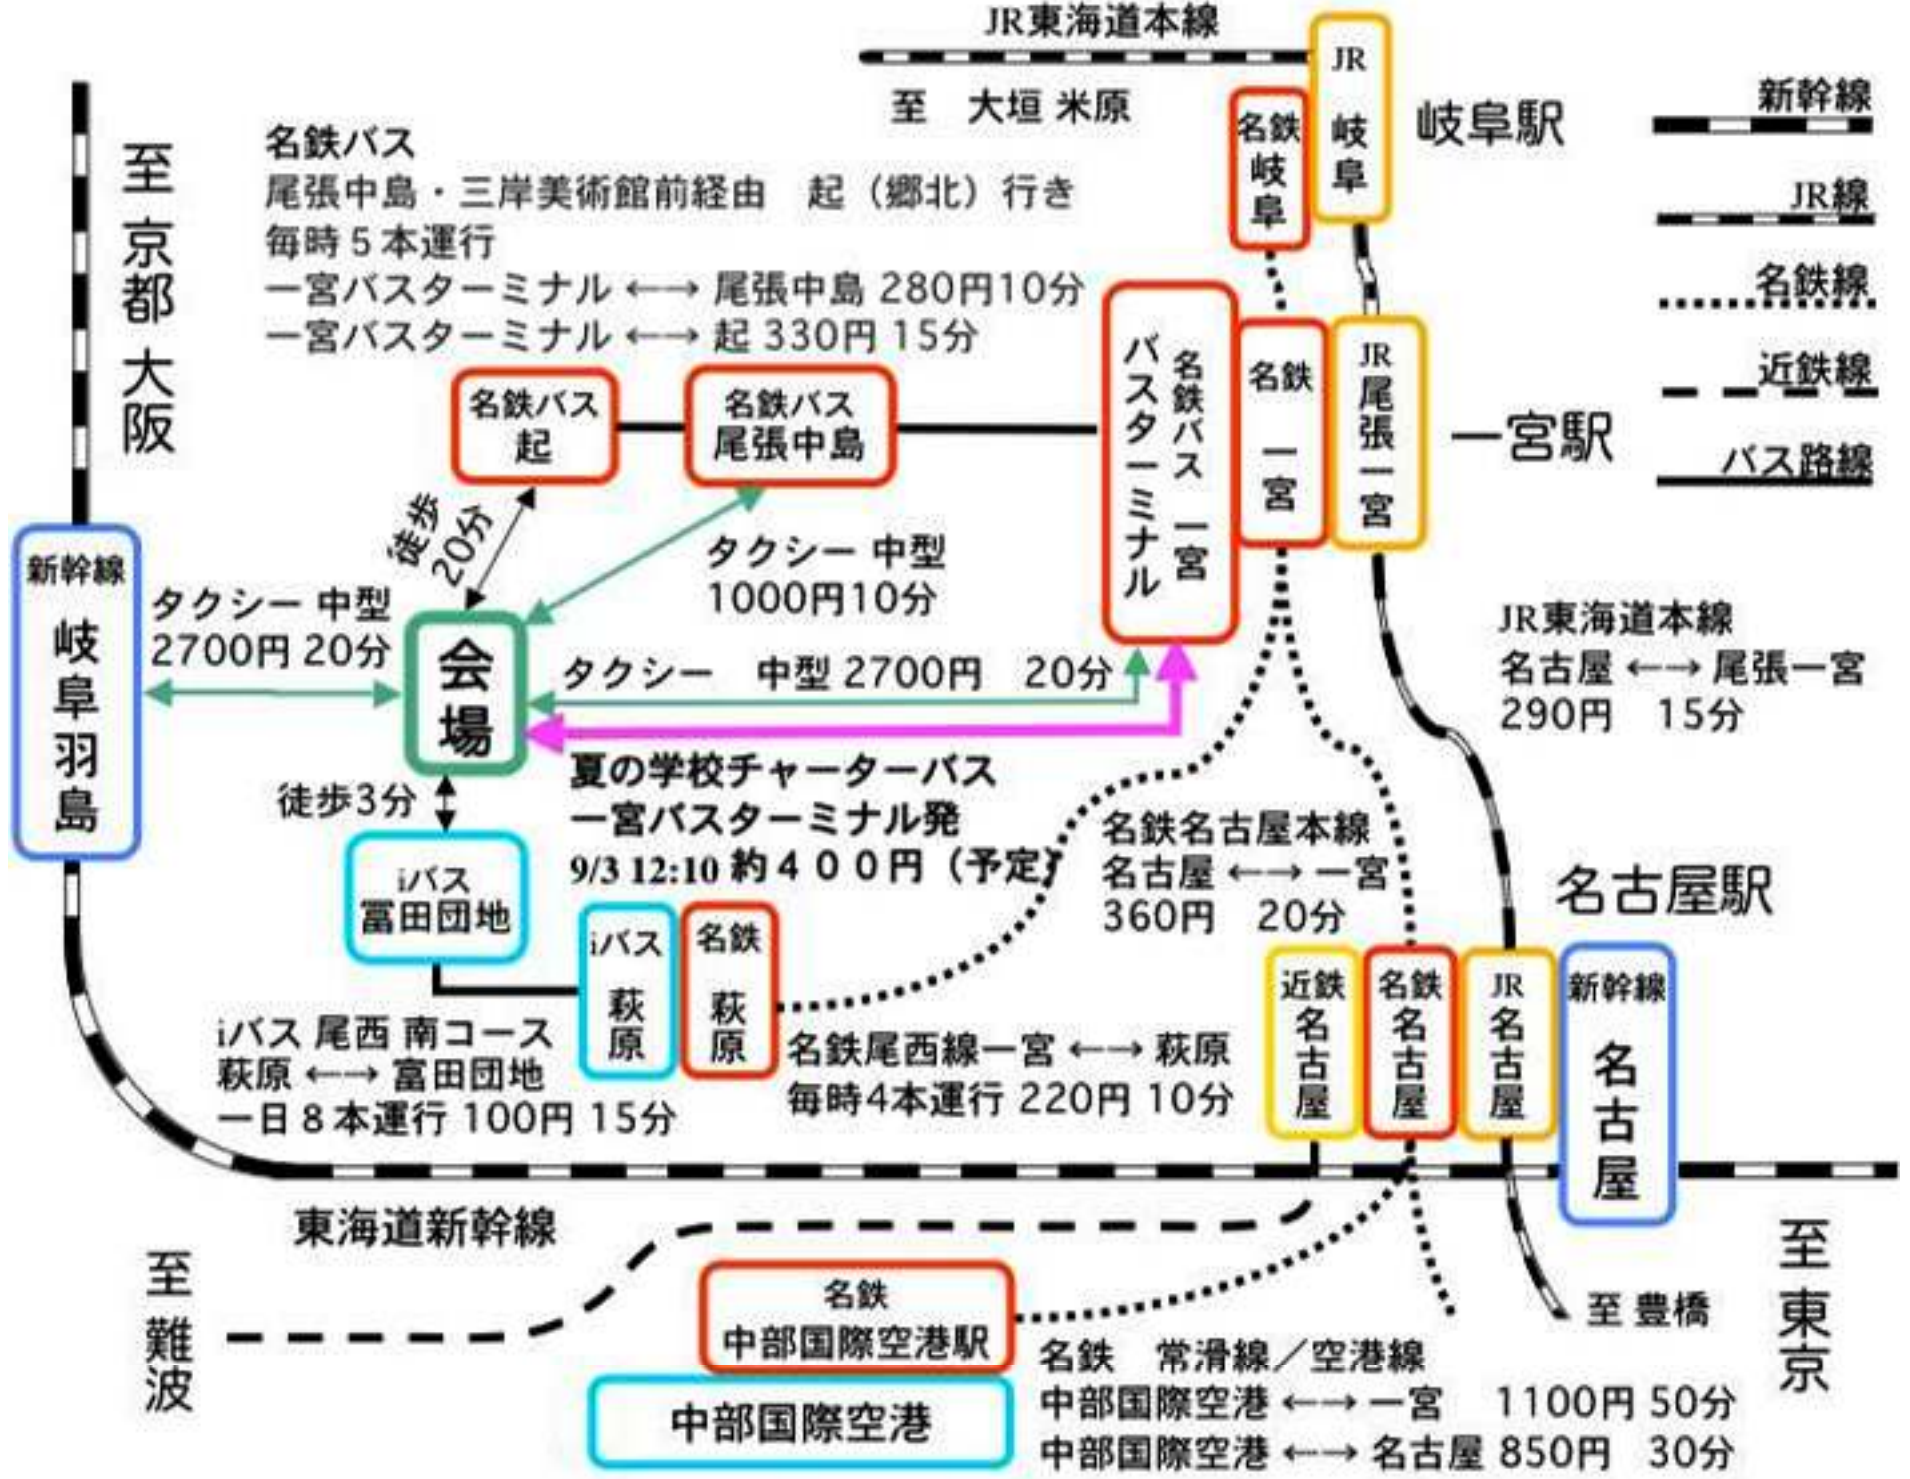 JR東海道本線
至　大垣 米原
JR 岐阜
名鉄 岐阜
岐阜駅
新幹線
JR線
名鉄線
近鉄線
バス路線
至 京都 大阪
名鉄バス
尾張中島・三岸美術館前経由　起（郷北）行き
毎時５本運行
一宮バスターミナル ←→ 尾張中島 280円10分
一宮バスターミナル ←→ 起 330円 15分
名鉄バス
起
名鉄バス
尾張中島
名鉄バス 一宮
バスターミナル
名鉄 一宮
JR 尾張一宮
一宮駅
徒歩
20分
タクシー 中型
1000円10分
新幹線
岐阜羽島
タクシー 中型
2700円 20分
会場
タクシー　中型 2700円　20分
JR東海道本線
名古屋 ←→ 尾張一宮
290円　15分
夏の学校チャーターバス
一宮バスターミナル発
9/3 12:10 約４００円（予定）
徒歩3分
iバス
冨田団地
名鉄名古屋本線
名古屋 ←→ 一宮
360円　20分
名古屋駅
iバス 萩原
名鉄 萩原
iバス 尾西 南コース
萩原 ←→ 富田団地
一日８本運行 100円 15分
名鉄尾西線一宮 ←→ 萩原
毎時4本運行 220円 10分
近鉄 名古屋
名鉄 名古屋
JR 名古屋
新幹線 名古屋
東海道新幹線
至 難波
名鉄
中部国際空港駅
中部国際空港
名鉄　常滑線／空港線
中部国際空港 ←→ 一宮　1100円 50分
中部国際空港 ←→ 名古屋 850円　30分
至 豊橋
至 東京